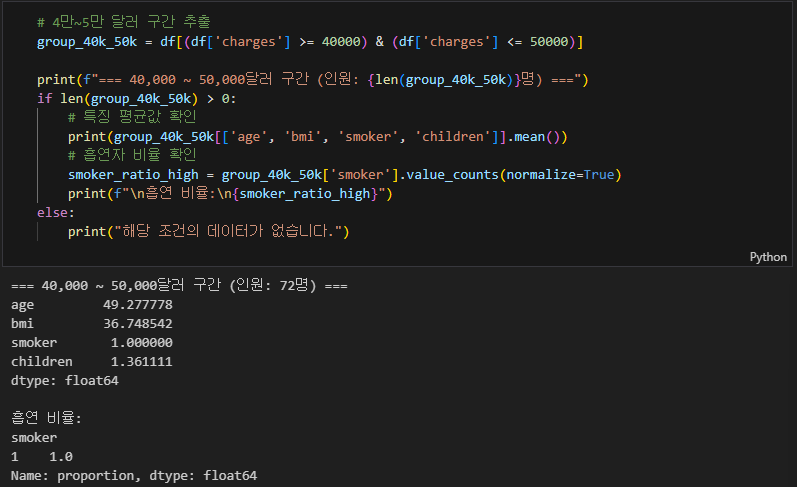 # 4만~5만 달러 구간 추출
group_40k_50k = df[(df['charges'] >= 40000) & (df['charges'] <= 50000)]
print(f"=== 40,000 ~ 50,000달러 구간 (인원: {len(group_40k_50k)}명) ===")
if len(group_40k_50k) > 0:
    # 특징 평균값 확인
    print(group_40k_50k[['age', 'bmi', 'smoker', 'children']].mean())
    # 흡연자 비율 확인
    smoker_ratio_high = group_40k_50k['smoker'].value_counts(normalize=True)
    print(f"\n흡연 비율:\n{smoker_ratio_high}")
else:
    print("해당 조건의 데이터가 없습니다.")
Python
=== 40,000 ~ 50,000달러 구간 (인원: 72명) ===
age         49.277778
bmi         36.748542
smoker       1.000000
children     1.361111
dtype: float64
흡연 비율:
smoker
1    1.0
Name: proportion, dtype: float64